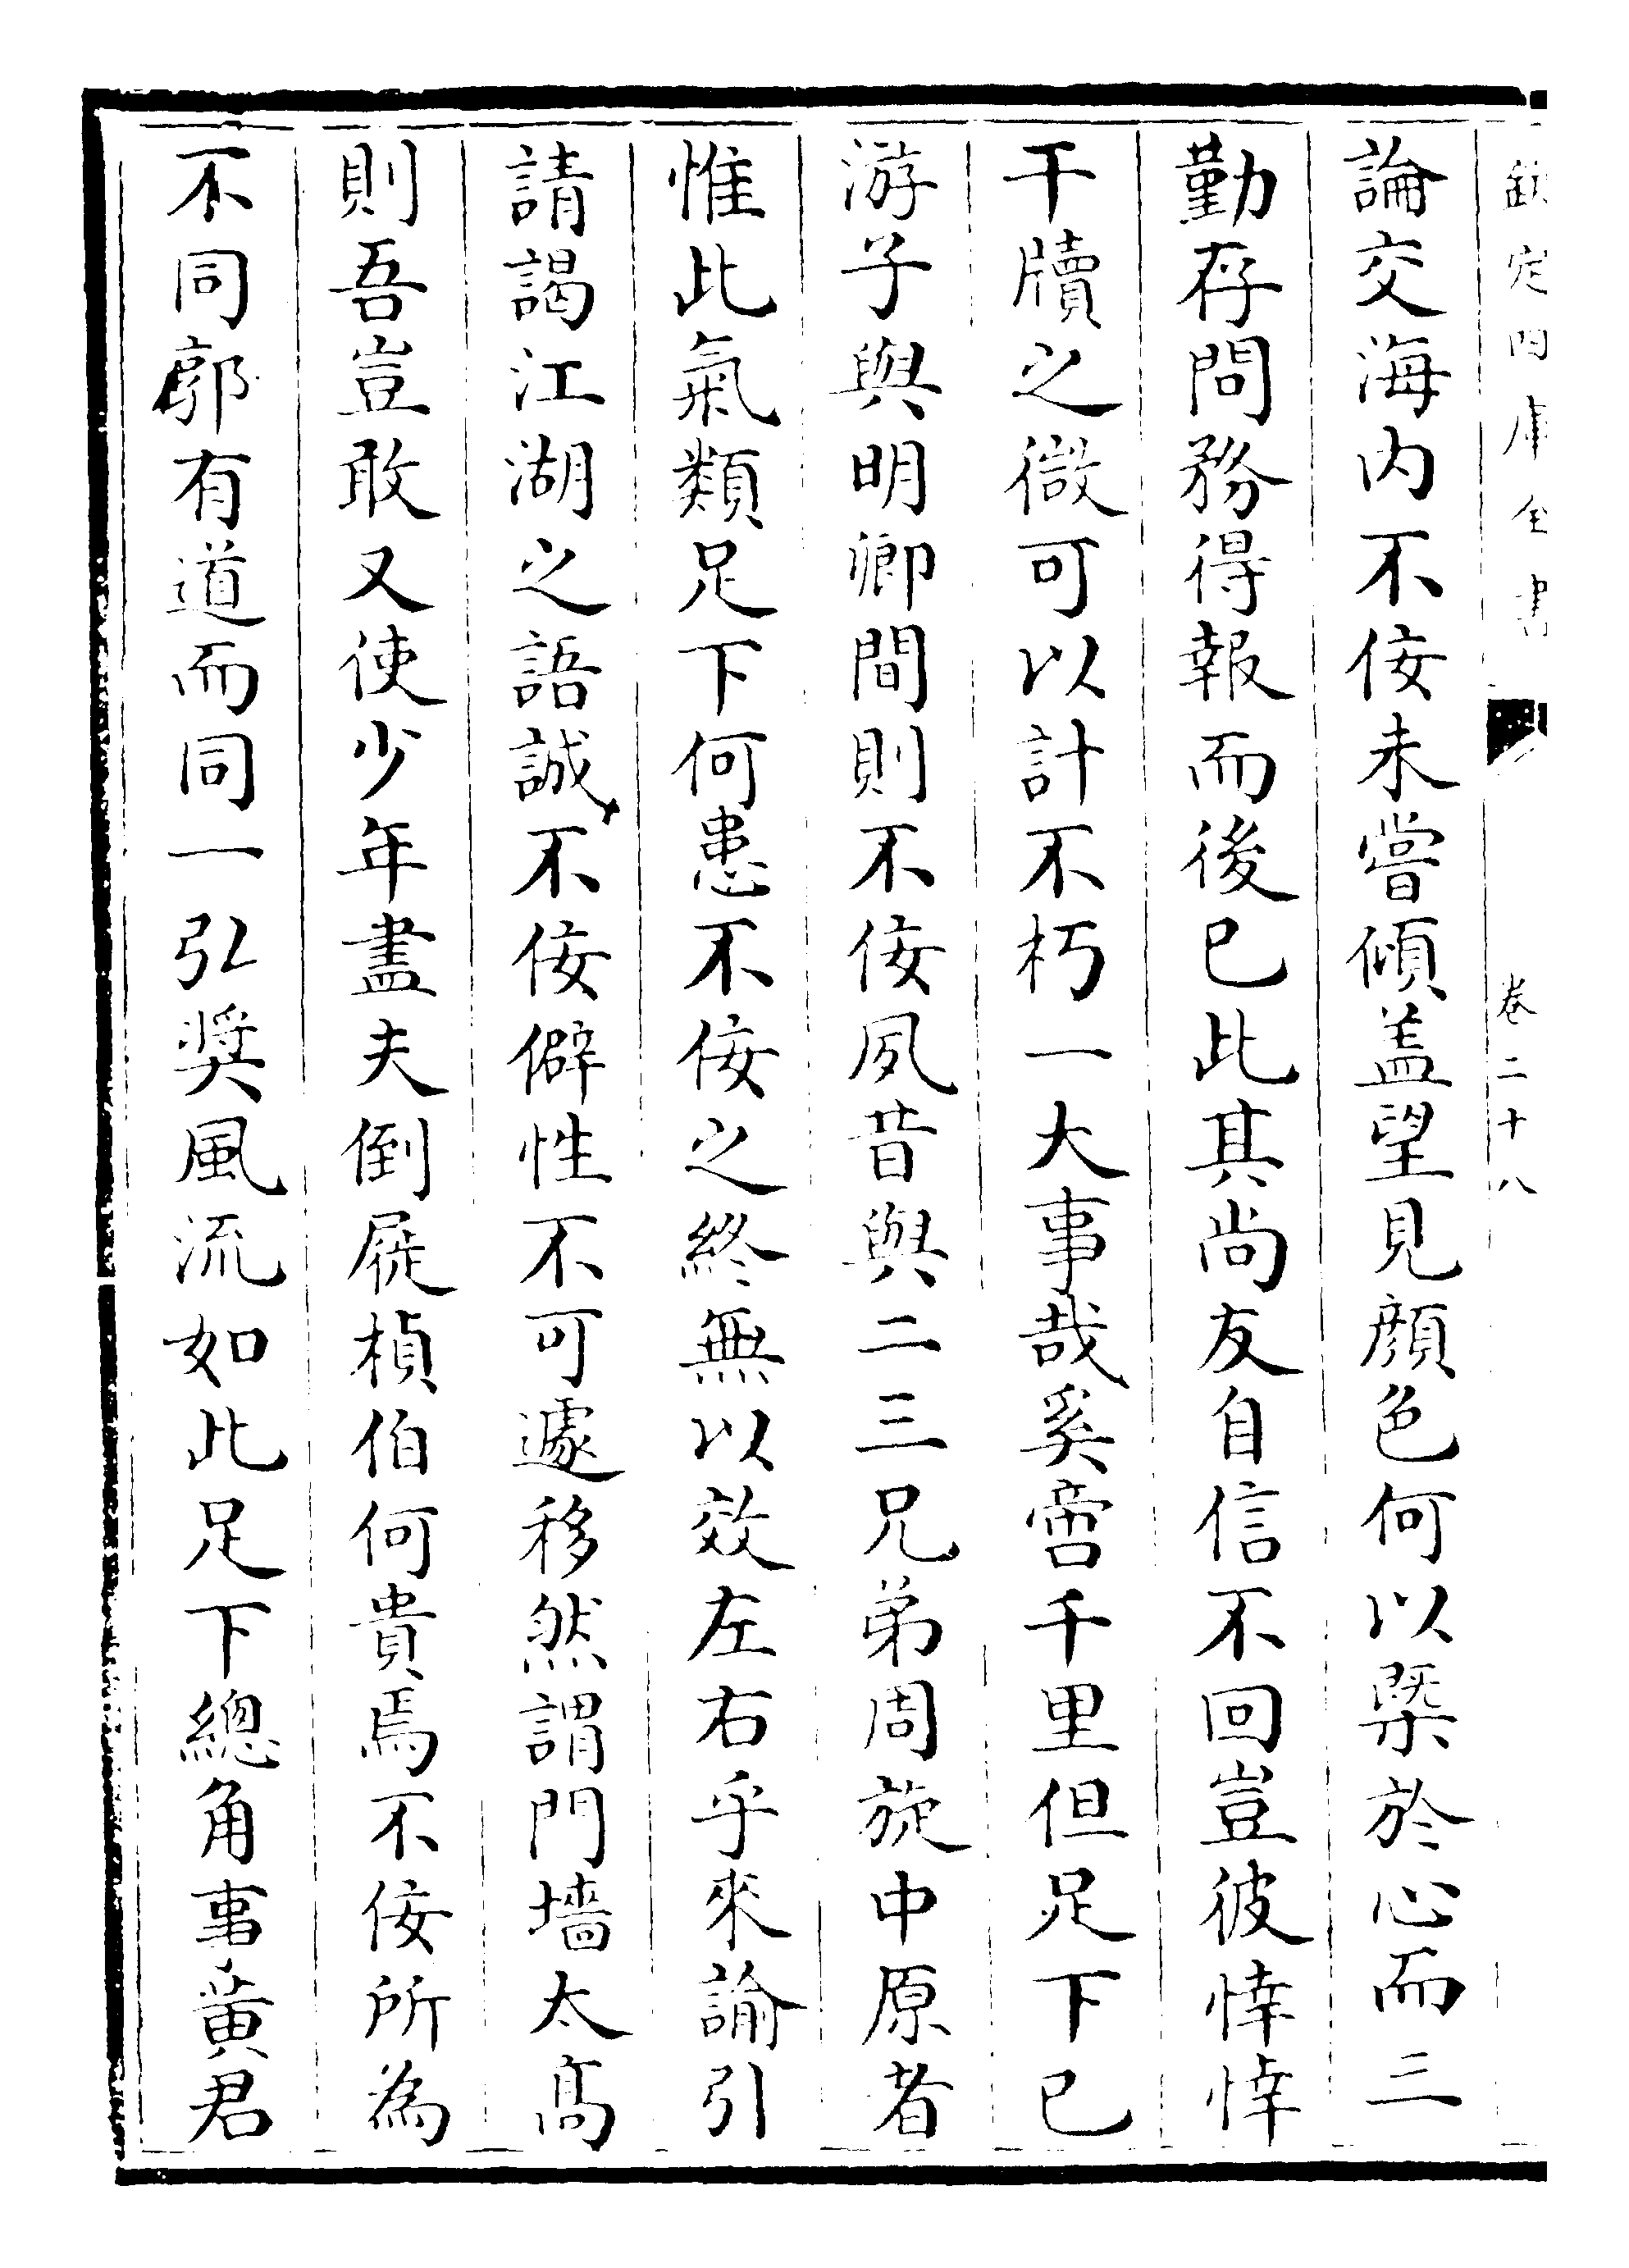 欽定四庫全書
卷二十八
論交海内不佞未嘗傾盖望見顔色何以槩於心而三
勤存問務得報而後已此其尚友自信不回豈彼悻悻
干牘之微可以計不朽一大事哉奚啻千里但足下已
游子與明卿間則不佞夙昔與二三兄弟周旋中原者
惟此氣類足下何患不佞之終無以效左右乎來諭引
請謁江湖之語誠不佞僻性不可遽移然謂門墻太髙
則吾豈敢又使少年盡夫倒屣楨伯何貴焉不佞所為
不同郭有道而同一弘奬風流如此足下總角事黄君